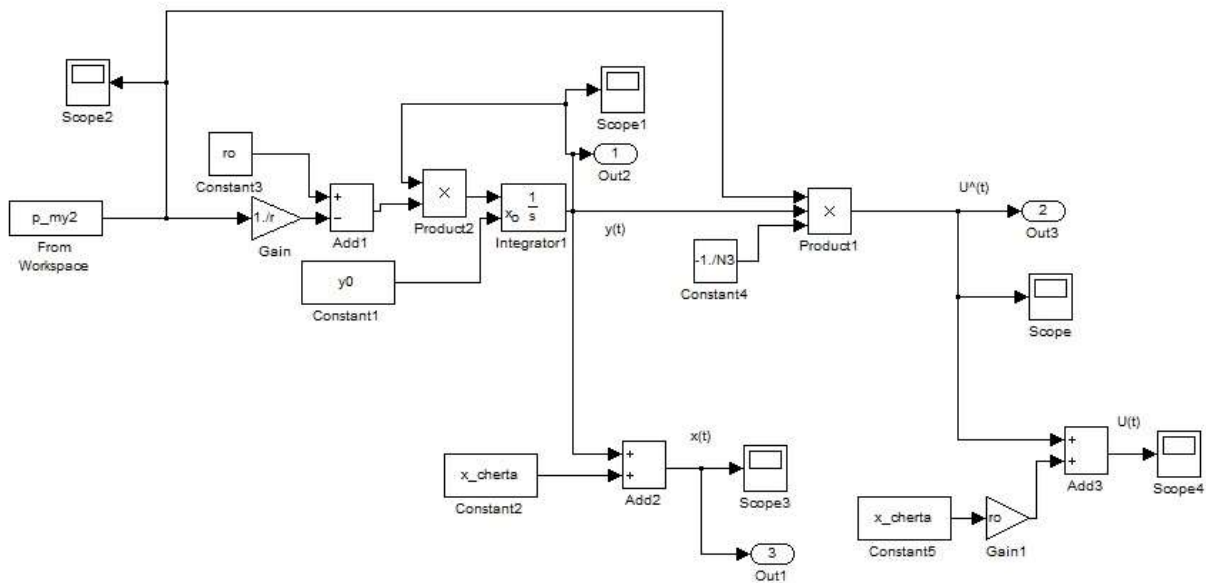 Scope2
Scope1
ro
Constant3
1
Out2
p_my2
From
Workspace
1./r
Gain
+
−
Add1
×
Product2
xo
1
s
Integrator1
y(t)
y0
Constant1
×
Product1
-1./N3
Constant4
U^(t)
2
Out3
Scope
x_cherta
Constant2
+
+
Add2
x(t)
Scope3
3
Out1
x_cherta
Constant5
ro
Gain1
+
+
Add3
U(t)
Scope4